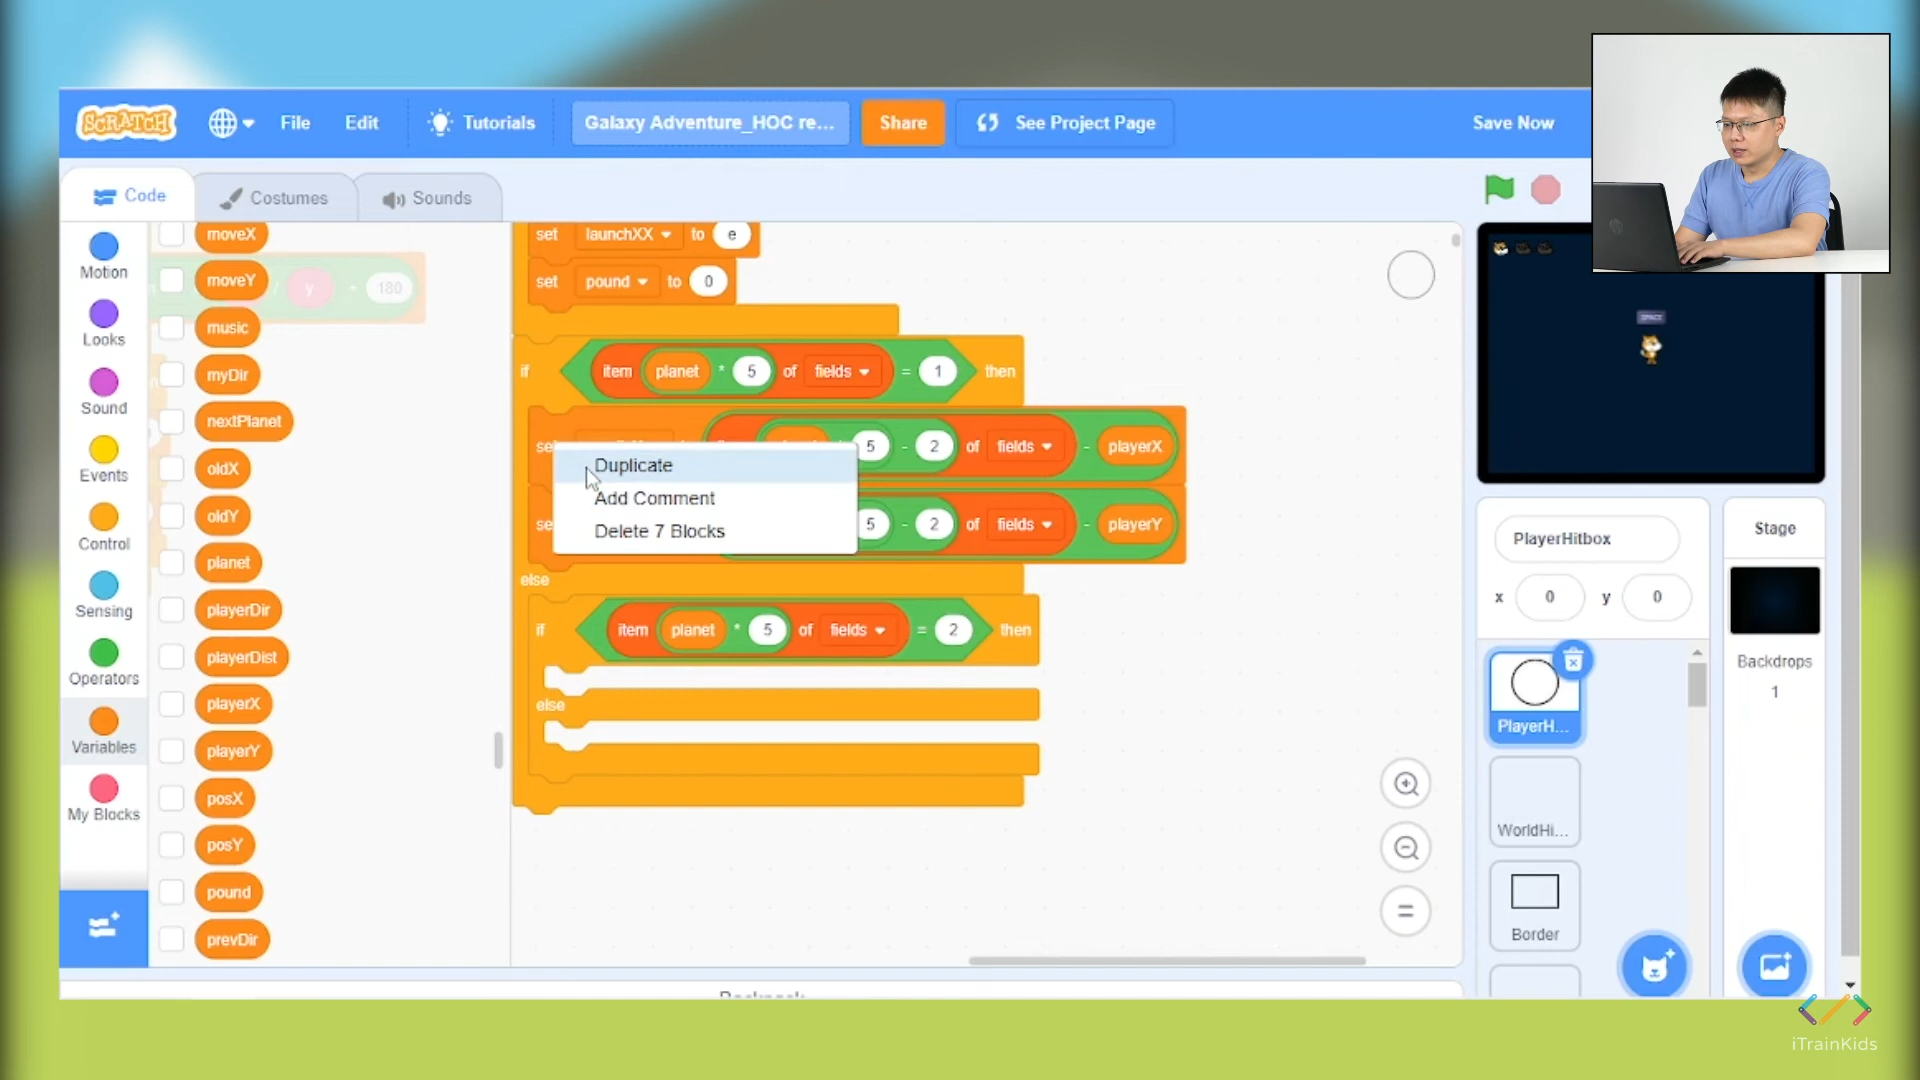 SCRATCH File Edit Tutorials Galaxy Adventure_HOC re... Share See Project Page Save Now
Code Costumes Sounds
Motion
Looks
Sound
Events
Control
Sensing
Operators
Variables
My Blocks
moveX
y 180
moveY
music
myDir
nextPlanet
oldX
oldY
planet
playerDir
playerDist
playerX
playerY
posX
posY
pound
prevDir
set launchXX to e
set pound to 0
if item planet * 5 of fields = 1 then
5 - 2 of fields - playerX
5 - 2 of fields - playerY
Duplicate
Add Comment
Delete 7 Blocks
else
if item planet * 5 of fields = 2 then
else
SPACE
PlayerHitbox
x 0 y 0
PlayerH...
WorldHi...
Border
Stage
Backdrops
1
iTrainKids